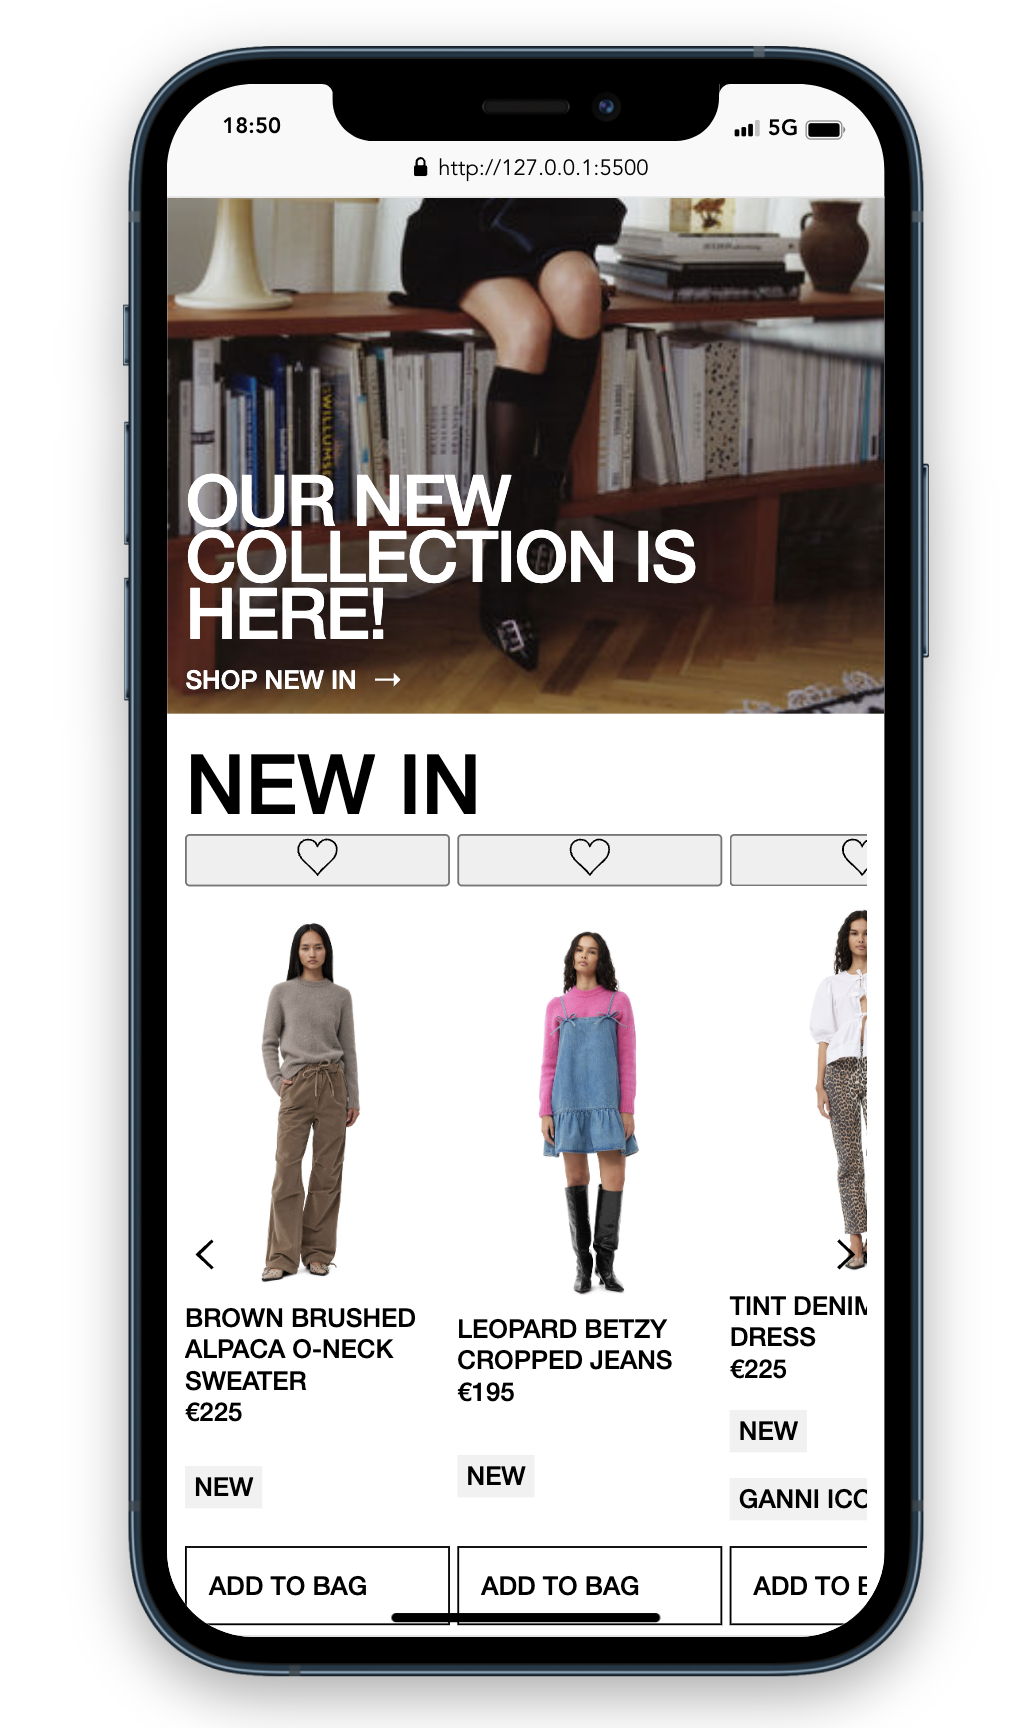 18:50
5G
http://127.0.0.1:5500
OUR NEW
COLLECTION IS
HERE!
SHOP NEW IN →
NEW IN
BROWN BRUSHED
ALPACA O-NECK
SWEATER
€225
NEW
ADD TO BAG
LEOPARD BETZY
CROPPED JEANS
€195
NEW
ADD TO BAG
TINT DENIM
DRESS
€225
NEW
GANNI ICO
ADD TO B